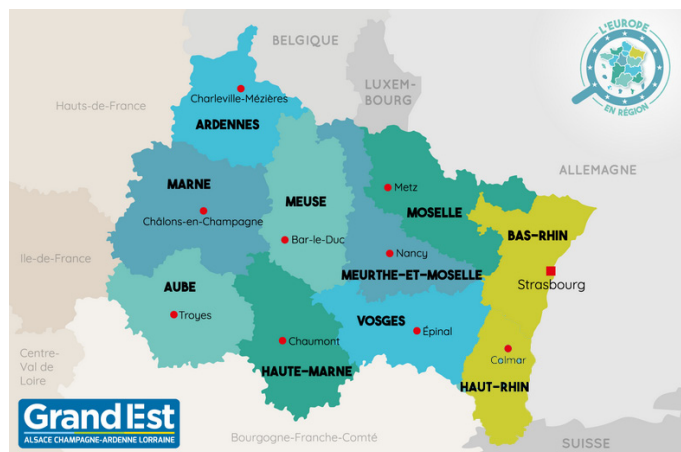 L'EUROPE
EN RÉGION
BELGIQUE
LUXEM-
BOURG
Hauts-de-France
Charleville-Mézières
ARDENNES
ALLEMAGNE
MARNE
Metz
MEUSE
MOSELLE
Châlons-en-Champagne
BAS-RHIN
Bar-le-Duc
Ile-de-France
Nancy
MEURTHE-ET-MOSELLE
AUBE
Strasbourg
Troyes
VOSGES
Épinal
Chaumont
Centre-
Val de
Loire
Colmar
HAUTE-MARNE
HAUT-RHIN
GrandEst
ALSACE CHAMPAGNE-ARDENNE LORRAINE
Bourgogne-Franche-Comté
SUISSE